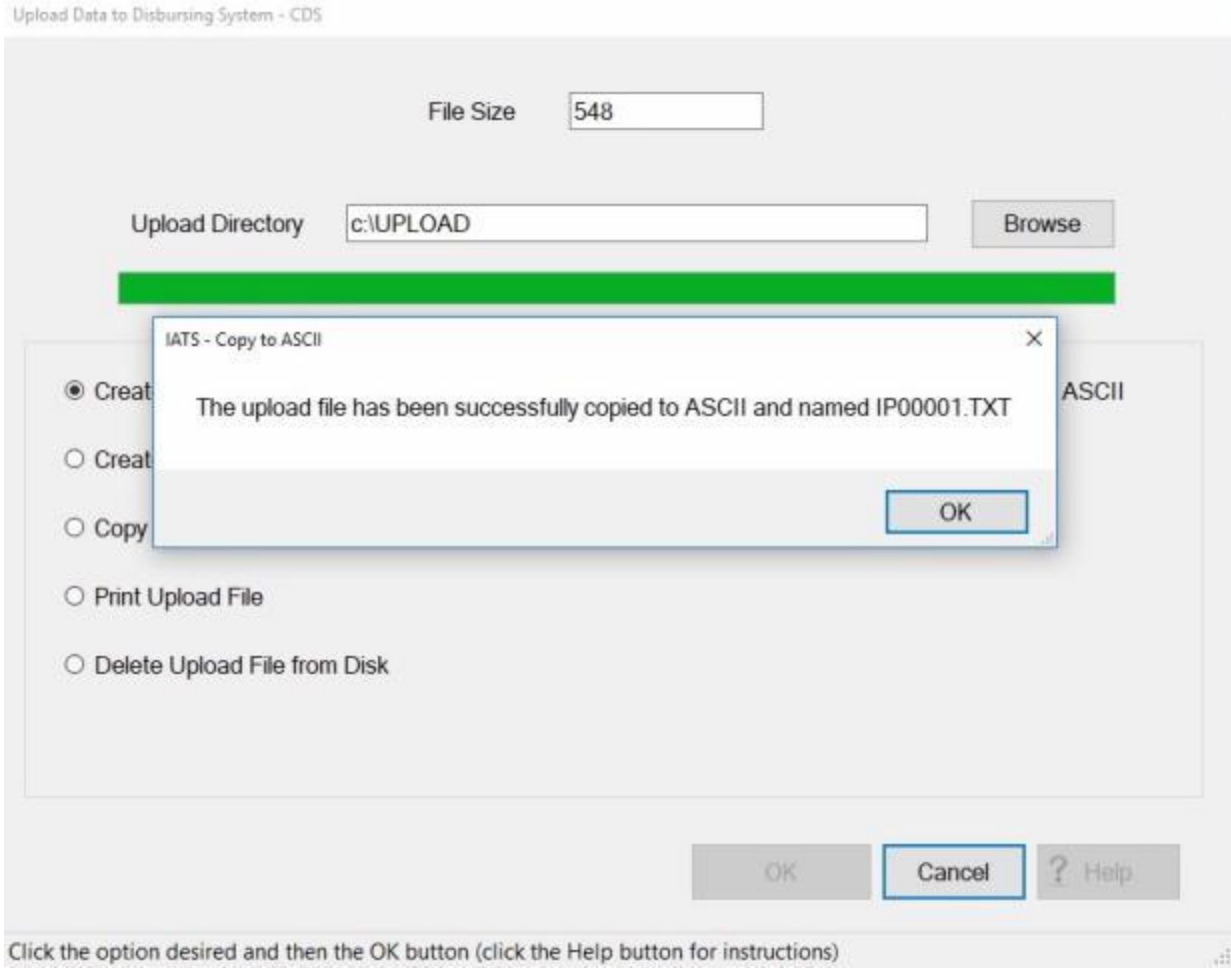 Upload Data to Disbursing System - CDS
File Size 548
Upload Directory c:\UPLOAD Browse
IATS - Copy to ASCII
The upload file has been successfully copied to ASCII and named IP00001.TXT
OK
Creat ASCII
Creat
Copy
Print Upload File
Delete Upload File from Disk
OK Cancel ? Help
Click the option desired and then the OK button (click the Help button for instructions)